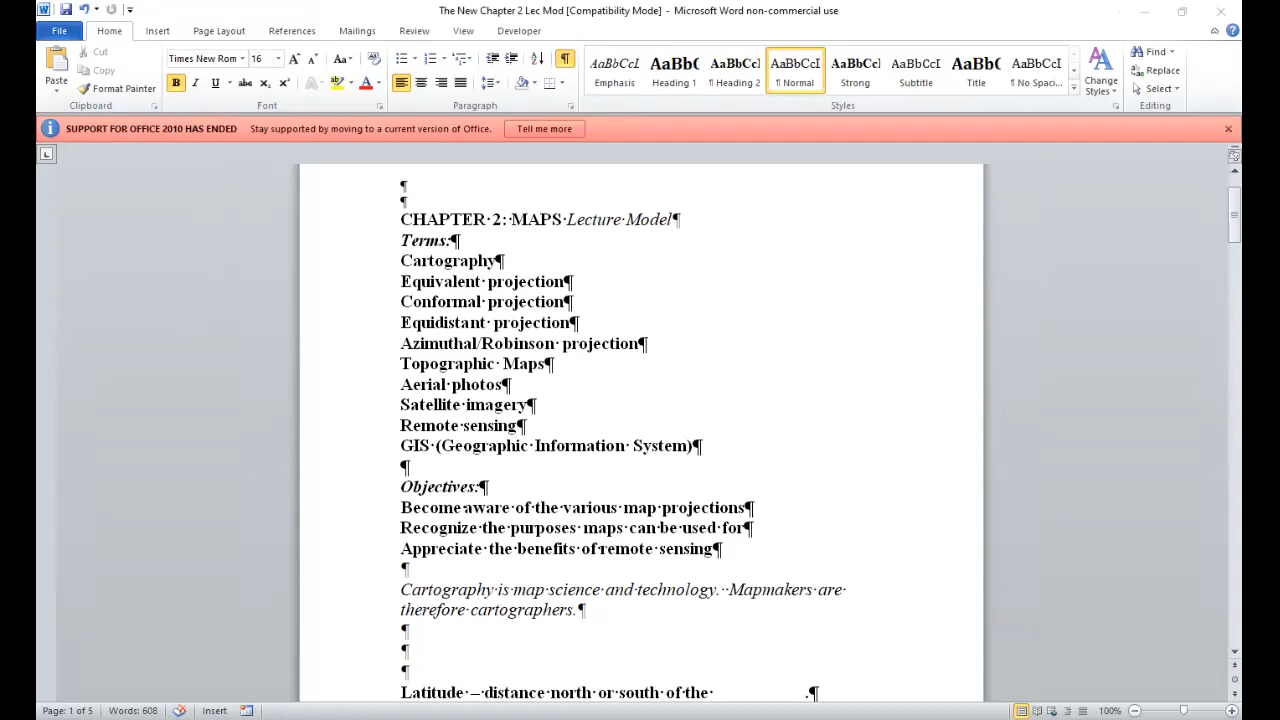 The New Chapter 2 Lec Mod [Compatibility Mode] - Microsoft Word non-commercial use
File Home Insert Page Layout References Mailings Review View Developer
Paste
Cut
Copy
Format Painter
Clipboard
Times New Rom 16
Font
Paragraph
AaBbCcI AaBb( AaBbCc AaBbCcI AaBbCcI AaBbCcI AaBb( AaBbCcI
Emphasis Heading 1 ¶ Heading 2 ¶ Normal Strong Subtitle Title ¶ No Spaci...
Change Styles
Styles
Find
Replace
Select
Editing
SUPPORT FOR OFFICE 2010 HAS ENDED Stay supported by moving to a current version of Office. Tell me more
¶
¶
CHAPTER·2:·MAPS·Lecture·Model¶
Terms:¶
Cartography¶
Equivalent·projection¶
Conformal·projection¶
Equidistant·projection¶
Azimuthal/Robinson·projection¶
Topographic·Maps¶
Aerial·photos¶
Satellite·imagery¶
Remote·sensing¶
GIS·(Geographic·Information·System)¶
¶
Objectives:¶
Become·aware·of·the·various·map·projections¶
Recognize·the·purposes·maps·can·be·used·for¶
Appreciate·the·benefits·of·remote·sensing¶
¶
Cartography·is·map·science·and·technology.··Mapmakers·are·
therefore·cartographers.¶
¶
¶
¶
Latitude·–·distance·north·or·south·of·the· .¶
Page: 1 of 5 Words: 608 Insert 100%